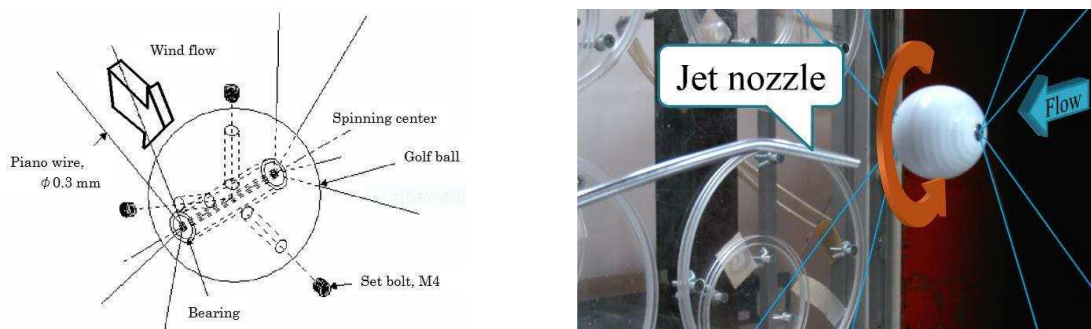 Wind flow
Spinning center
Piano wire,
φ 0.3 mm
Golf ball
Set bolt, M4
Bearing
Jet nozzle
Flow